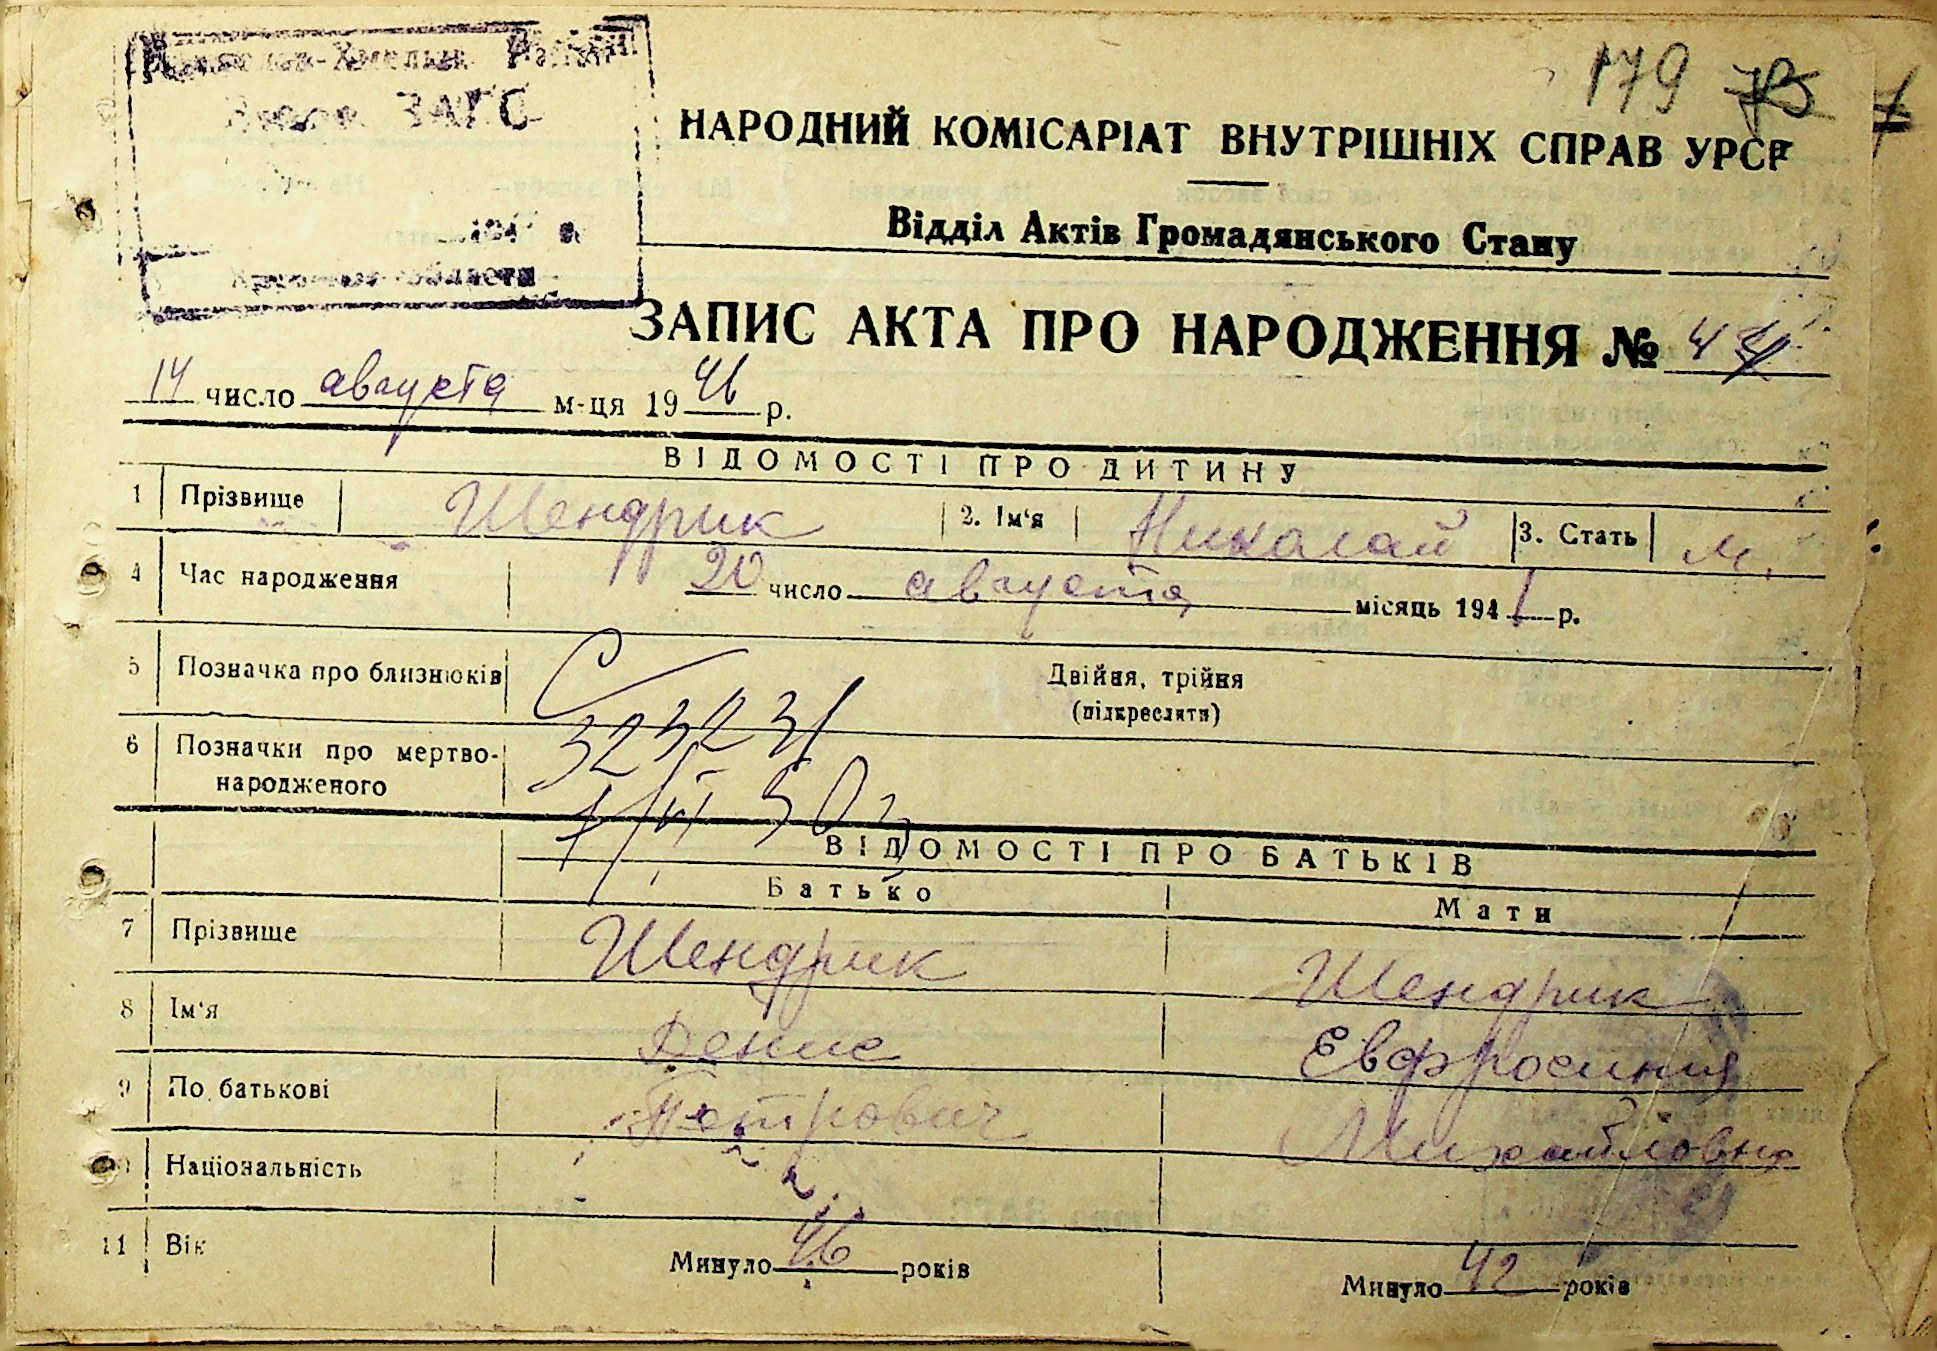 179
НАРОДНИЙ КОМІСАРІАТ ВНУТРІШНІХ СПРАВ УРСР
ЗАГС
области
Відділ Актів Громадянського Стану
ЗАПИС АКТА ПРО НАРОДЖЕННЯ №
14 число августа м-ця 1946 р.
ВІДОМОСТІ ПРО ДИТИНУ
1 Прізвище Шендрик 2. Ім'я Николай 3. Стать м.
4 Час народження 20 число августа місяць 1941 р.
5 Позначка про близнюків Двійня, трійня
(підкреслити)
6 Позначки про мертво-
народженого
ВІДОМОСТІ ПРО БАТЬКІВ
Батько Мати
7 Прізвище Шендрик Шендрик
8 Ім'я Денис Евфросиния
9 По батькові Петрович Михайловна
Національність
11 Вік Минуло 46 років Минуло 42 років